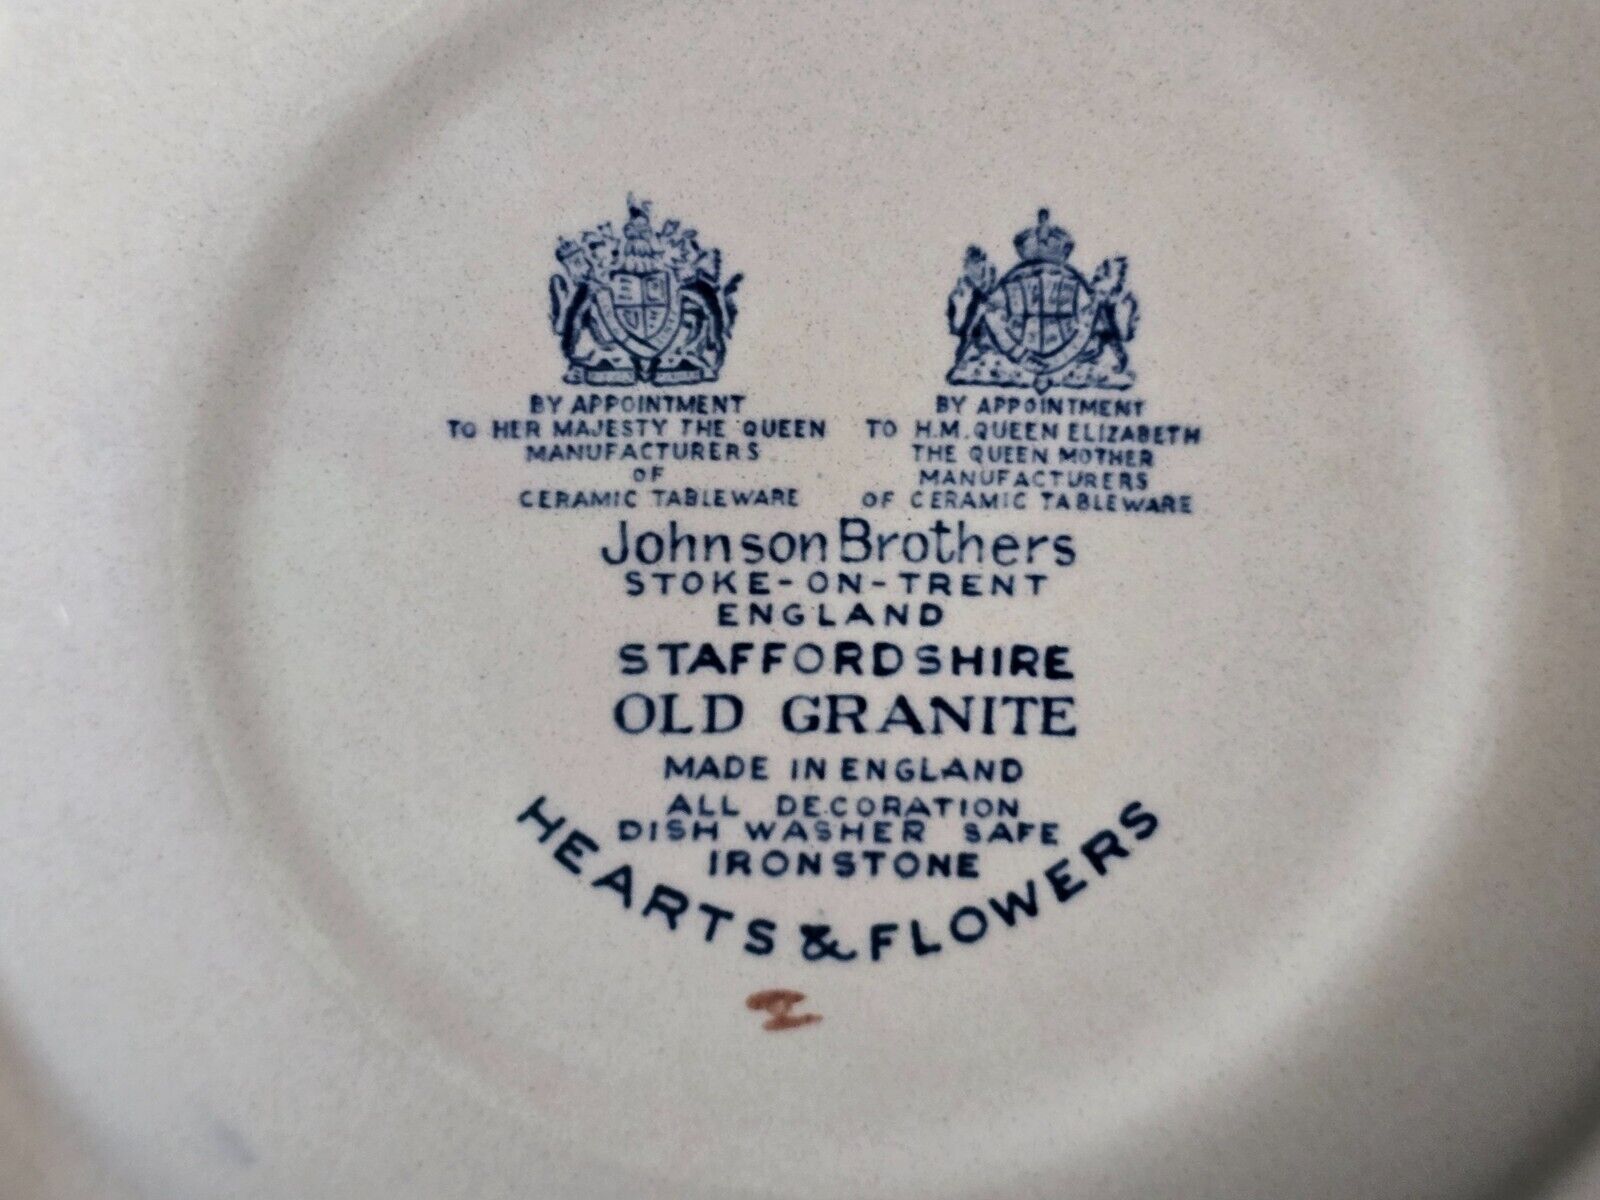 BY APPOINTMENT
TO HER MAJESTY THE QUEEN
MANUFACTURERS
OF
CERAMIC TABLEWARE
BY APPOINTMENT
TO H.M. QUEEN ELIZABETH
THE QUEEN MOTHER
MANUFACTURERS
OF CERAMIC TABLEWARE
Johnson Brothers
STOKE-ON-TRENT
ENGLAND
STAFFORDSHIRE
OLD GRANITE
MADE IN ENGLAND
ALL DECORATION
DISH WASHER SAFE
IRONSTONE
HEARTS & FLOWERS